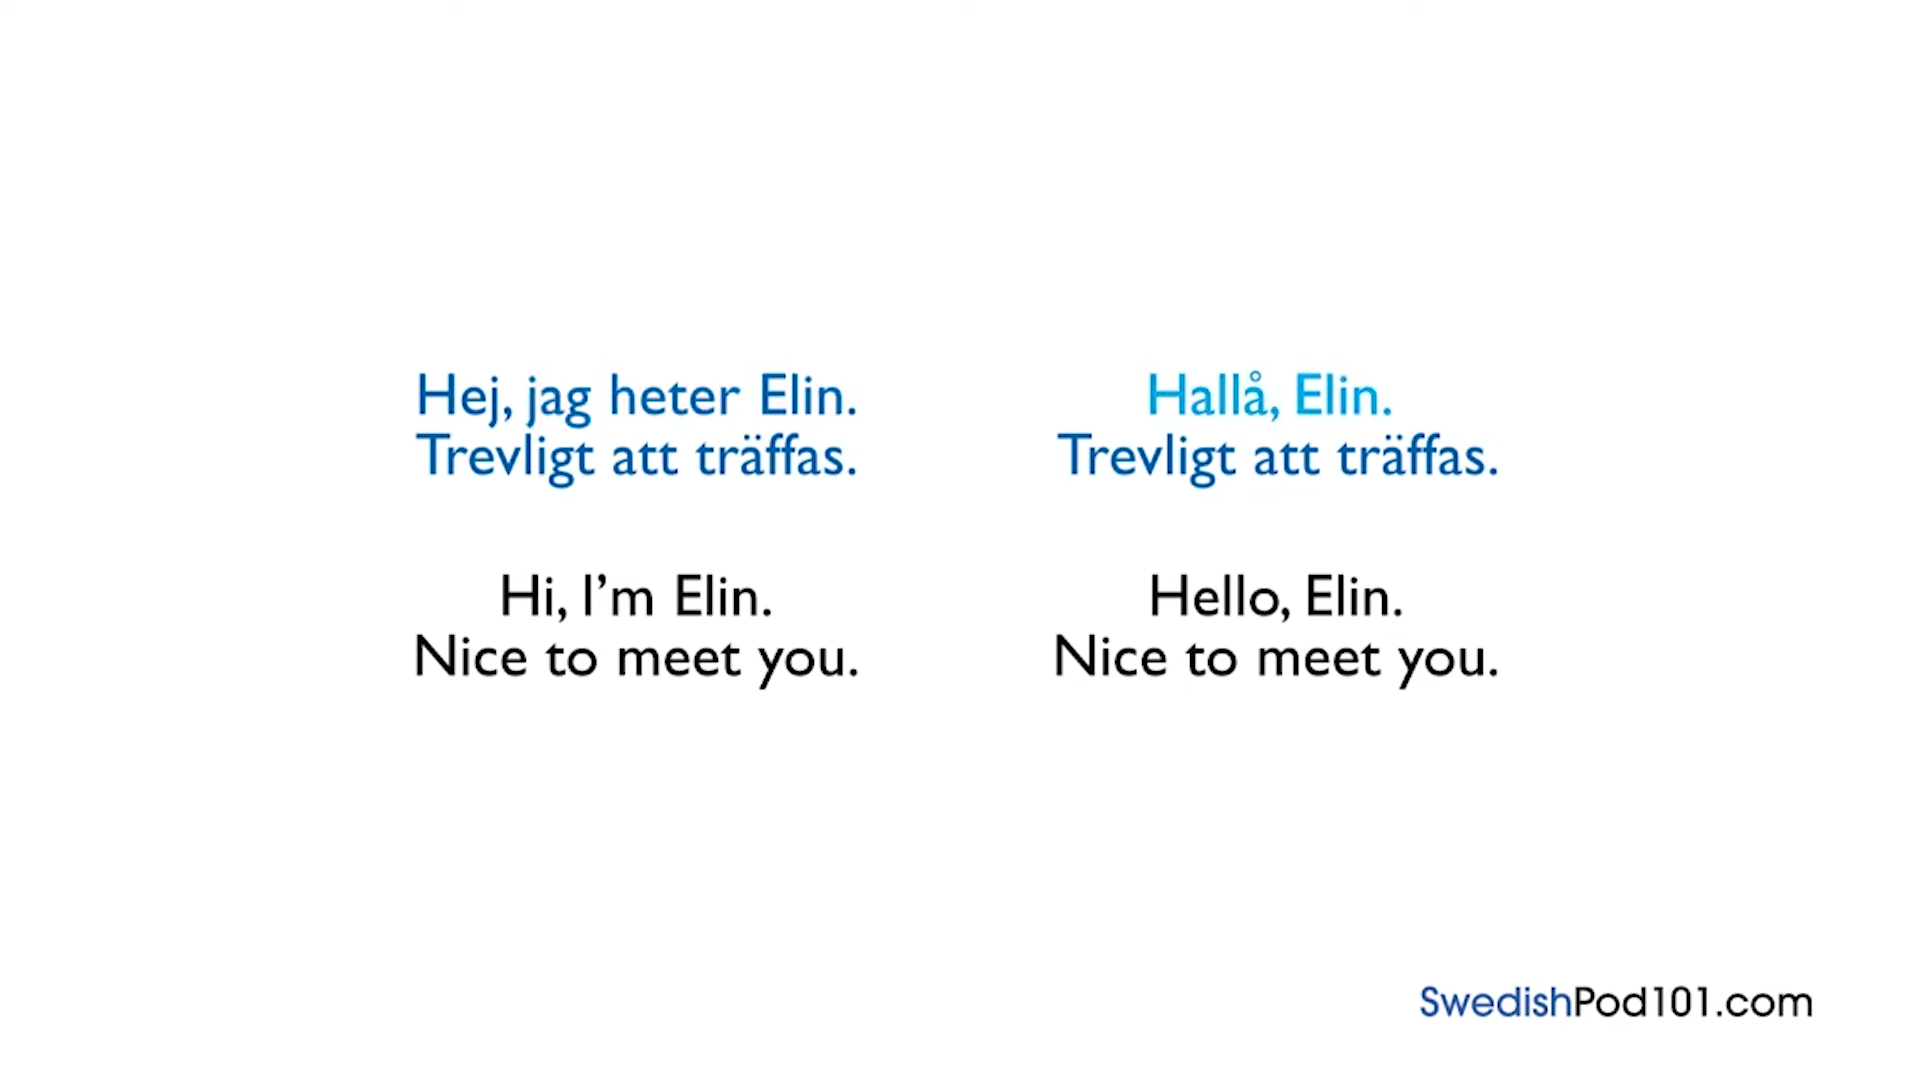 Hej, jag heter Elin.
Trevligt att träffas.
Hi, I’m Elin.
Nice to meet you.
Hallå, Elin.
Trevligt att träffas.
Hello, Elin.
Nice to meet you.
SwedishPod101.com